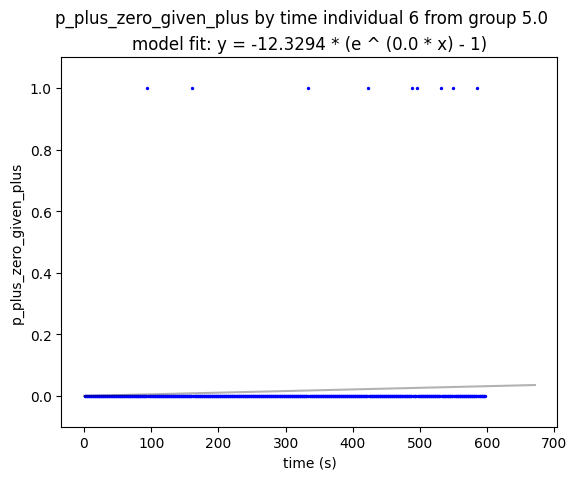 p_plus_zero_given_plus by time individual 6 from group 5.0
model fit: y = -12.3294 * (e ^ (0.0 * x) - 1)
1.0
0.8
0.6
0.4
0.2
0.0
p_plus_zero_given_plus
0 100 200 300 400 500 600 700
time (s)